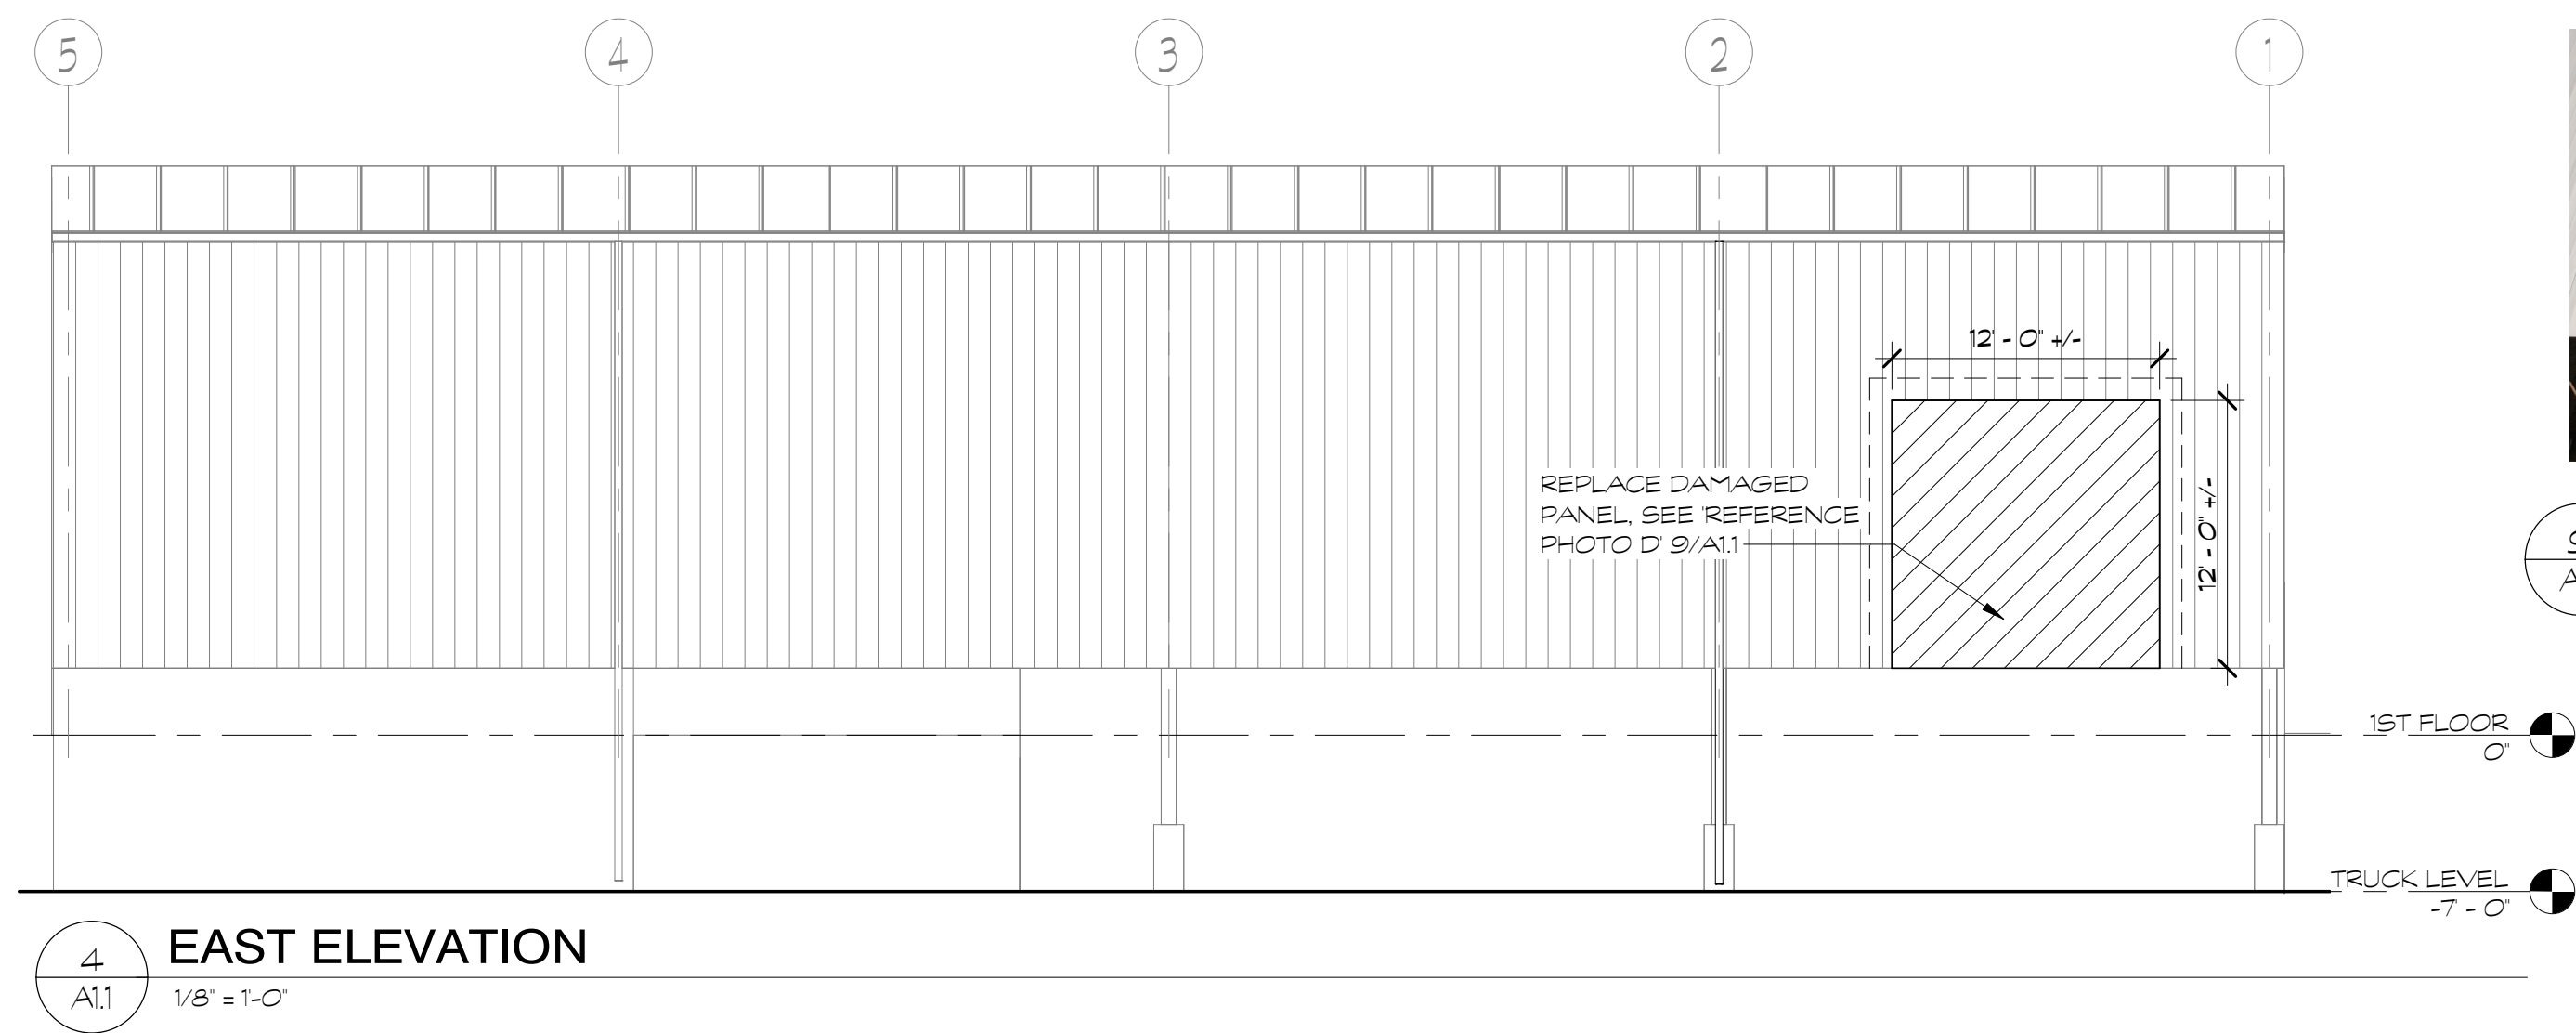 5
4
3
2
1
12' - 0" +/-
REPLACE DAMAGED
PANEL, SEE 'REFERENCE
PHOTO D' 9/A1.1
12' - 0" +/-
1ST FLOOR
0"
TRUCK LEVEL
-7' - 0"
4
A1.1
EAST ELEVATION
1/8" = 1'-0"